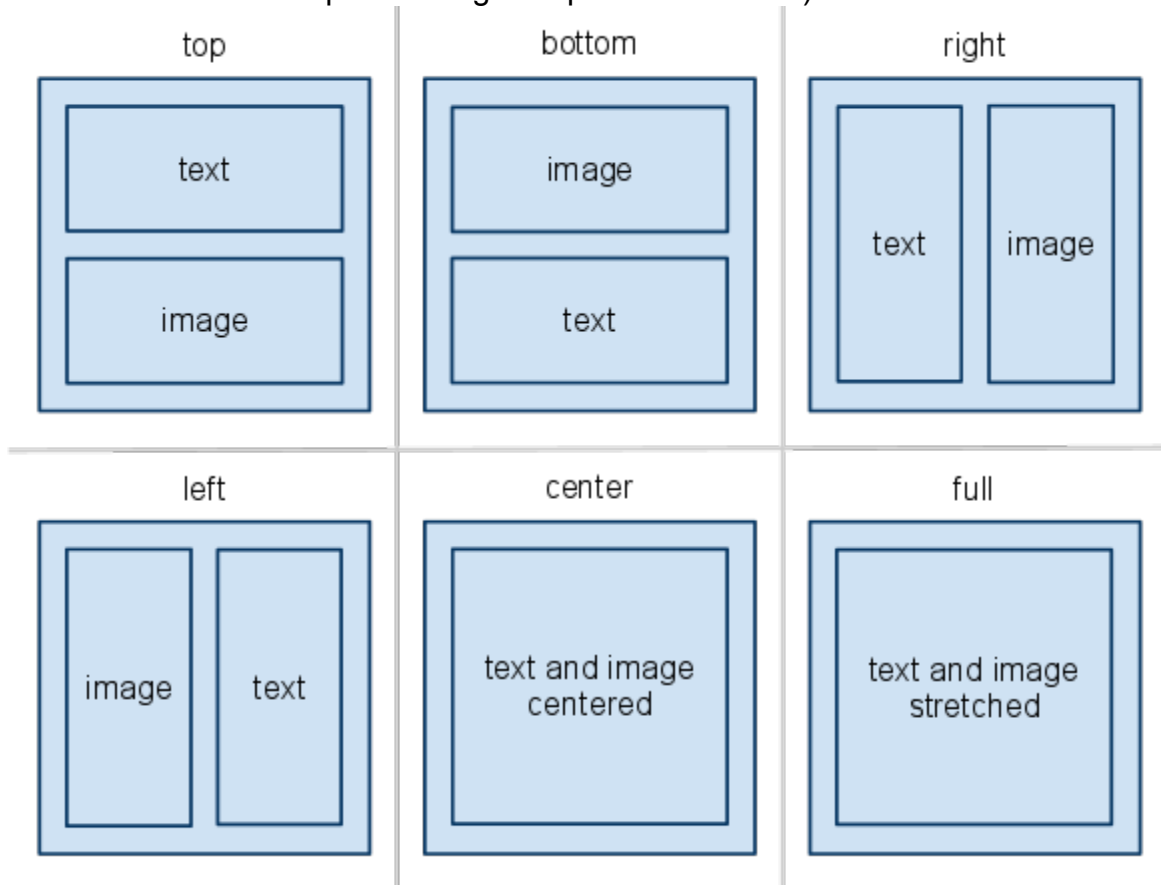 top
bottom
right
text
image
image
text
text
image
left
center
full
image
text
text and image
centered
text and image
stretched